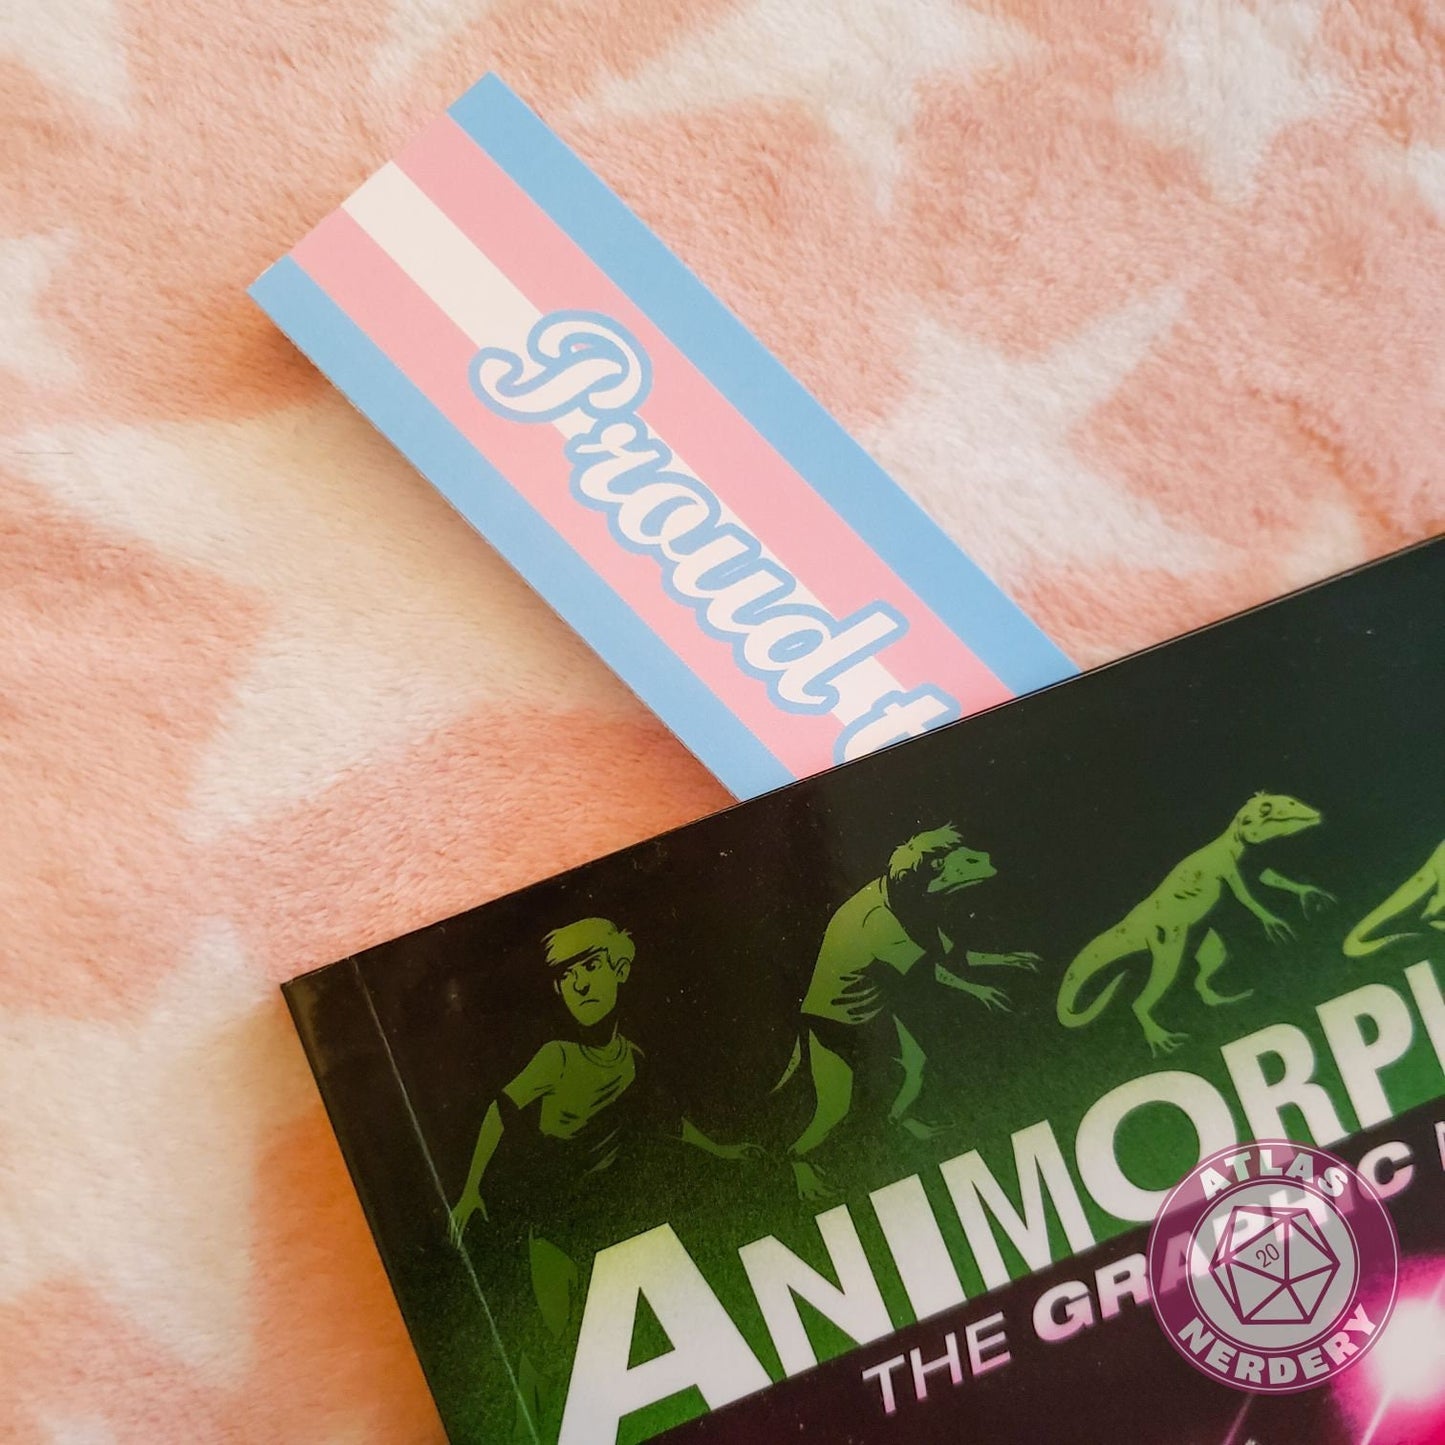 Proud t
ANIMORPH
THE GRAPHIC
ATLAS
20
NERDERY